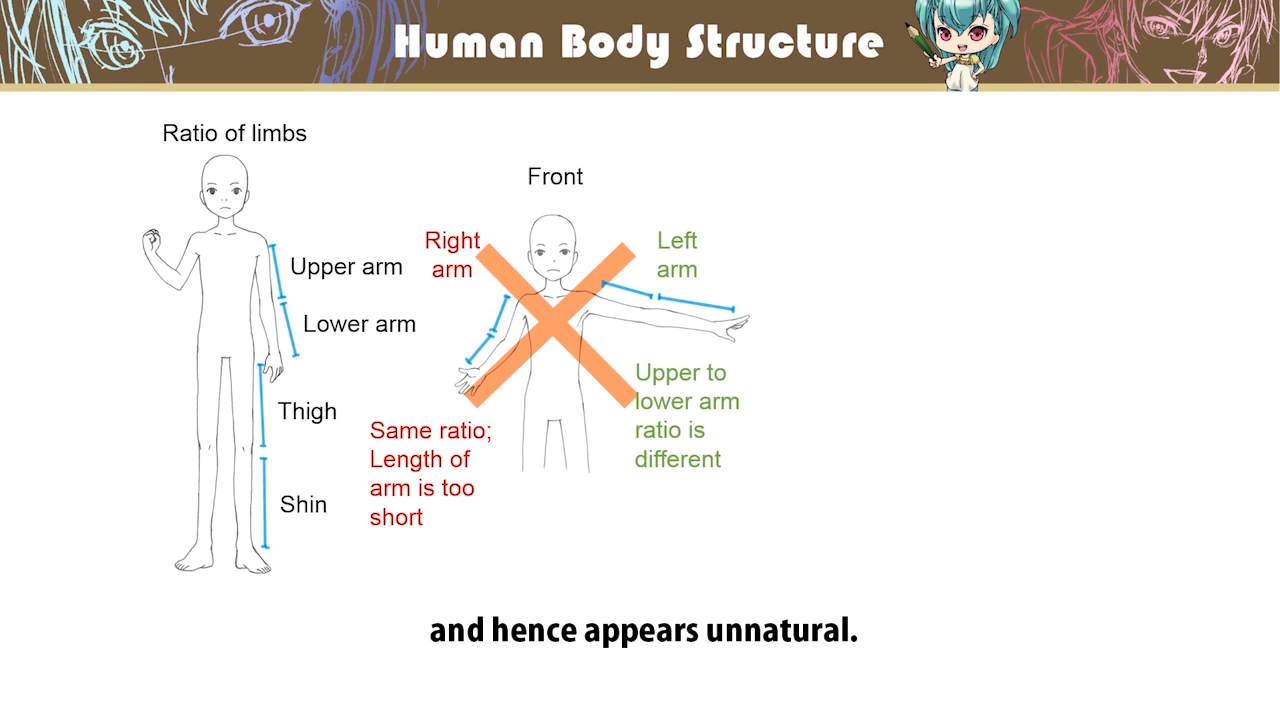 Human Body Structure
Ratio of limbs
Upper arm
Lower arm
Thigh
Shin
Front
Right
arm
Left
arm
Same ratio;
Length of
arm is too
short
Upper to
lower arm
ratio is
different
and hence appears unnatural.